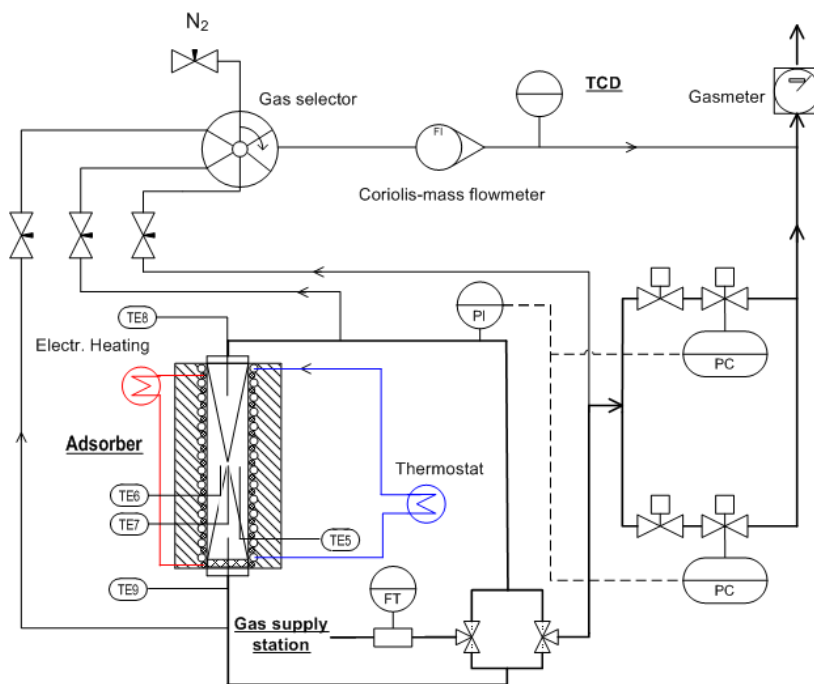 N2
Gas selector
TCD
Gasmeter
FI
Coriolis-mass flowmeter
TE8
PI
Electr. Heating
PC
Adsorber
Thermostat
TE6
TE7
TE5
TE9
FT
PC
Gas supply
station